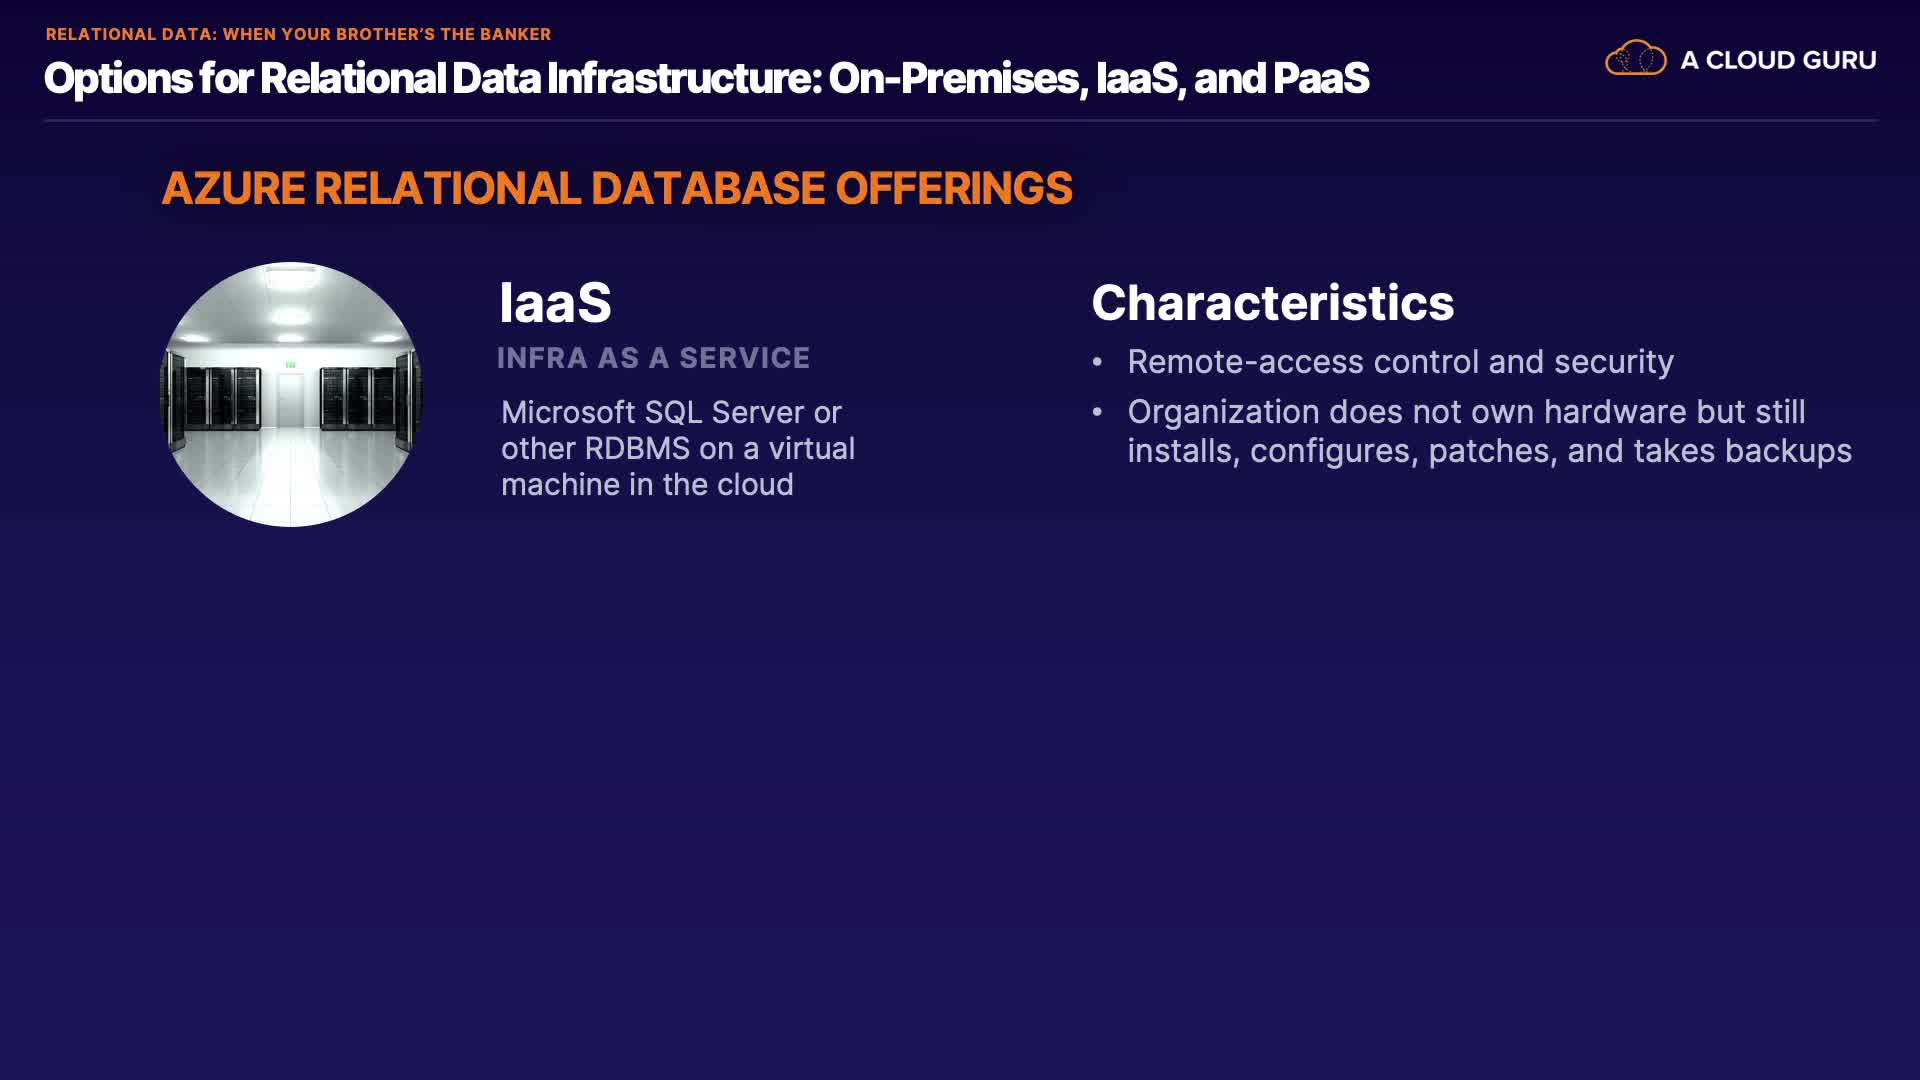 RELATIONAL DATA: WHEN YOUR BROTHER’S THE BANKER
Options for Relational Data Infrastructure: On-Premises, IaaS, and PaaS
A CLOUD GURU
AZURE RELATIONAL DATABASE OFFERINGS
IaaS
INFRA AS A SERVICE
Microsoft SQL Server or
other RDBMS on a virtual
machine in the cloud
Characteristics
• Remote-access control and security
• Organization does not own hardware but still
installs, configures, patches, and takes backups